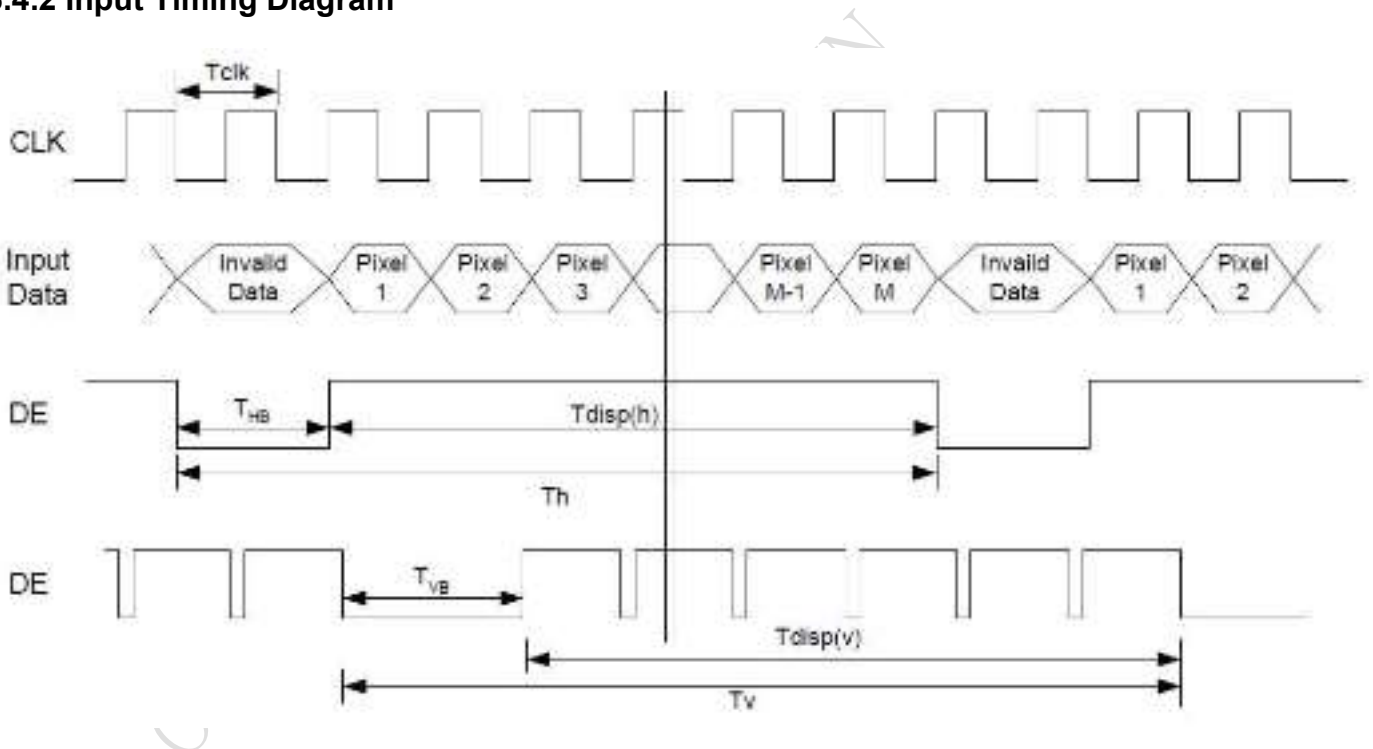 Input Timing Diagram
Tclk
CLK
Input
Data
Invalid
Data
Pixel
1
Pixel
2
Pixel
3
Pixel
M-1
Pixel
M
Invaild
Data
Pixel
1
Pixel
2
DE
THB
Tdisp(h)
Th
DE
TVB
Tdisp(v)
Tv